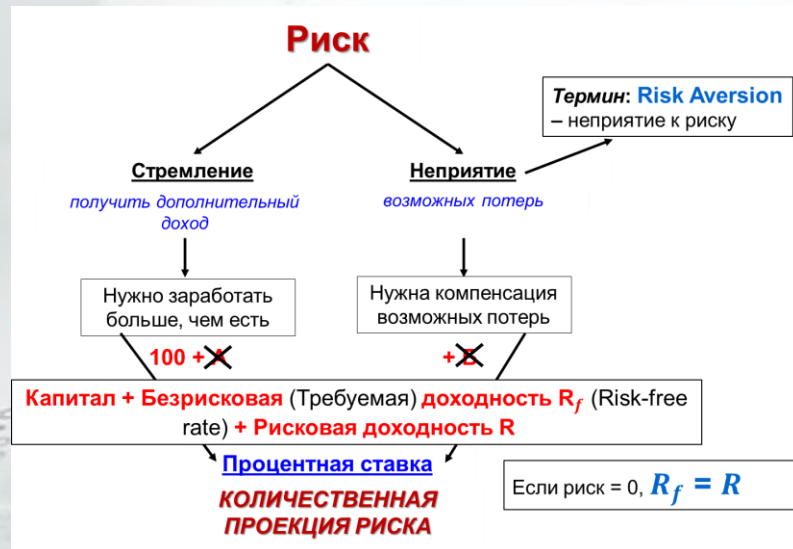 Риск
Термин: Risk Aversion
– неприятие к риску
Стремление
получить дополнительный
доход
Неприятие
возможных потерь
Нужно заработать
больше, чем есть
Нужна компенсация
возможных потерь
100 + A
+ B
Капитал + Безрисковая (Требуемая) доходность R_f (Risk-free
rate) + Рисковая доходность R
Процентная ставка
КОЛИЧЕСТВЕННАЯ
ПРОЕКЦИЯ РИСКА
Если риск = 0, R_f = R